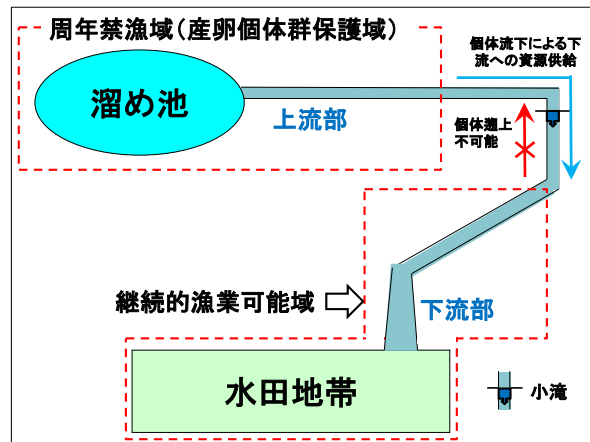 周年禁漁域(産卵個体群保護域)
個体流下による下
流への資源供給
溜め池
上流部
個体遡上
不可能
継続的漁業可能域
下流部
水田地帯
小滝